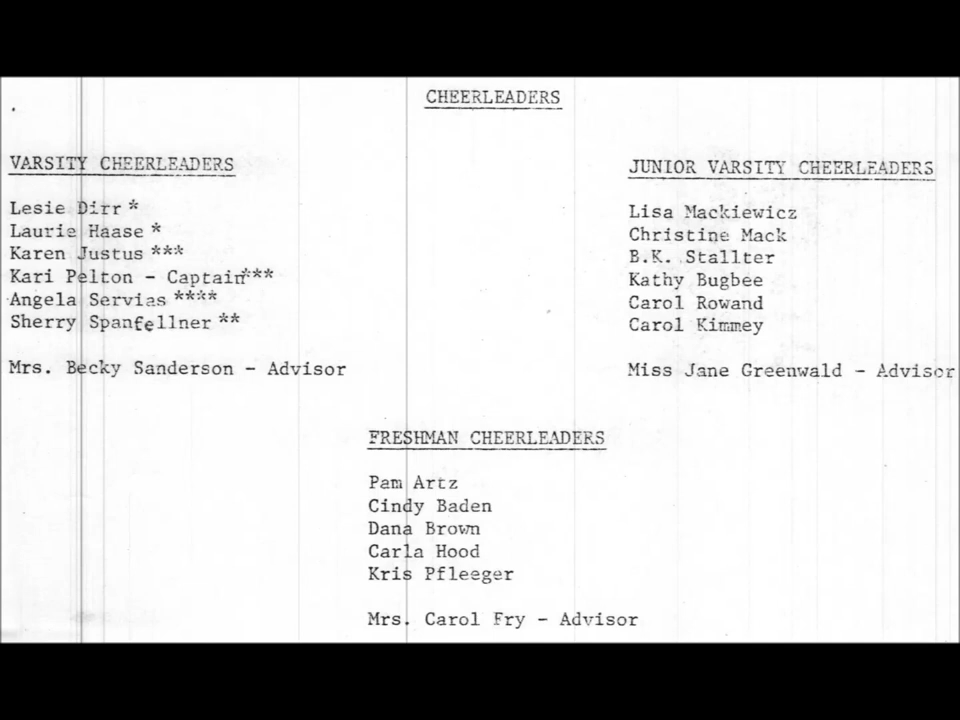 CHEERLEADERS
VARSITY CHEERLEADERS
Lesie Dirr *
Laurie Haase *
Karen Justus ***
Kari Pelton - Captain***
Angela Servias ****
Sherry Spanfellner **
Mrs. Becky Sanderson - Advisor
JUNIOR VARSITY CHEERLEADERS
Lisa Mackiewicz
Christine Mack
B.K. Stallter
Kathy Bugbee
Carol Rowand
Carol Kimmey
Miss Jane Greenwald - Advisor
FRESHMAN CHEERLEADERS
Pam Artz
Cindy Baden
Dana Brown
Carla Hood
Kris Pfleeger
Mrs. Carol Fry - Advisor